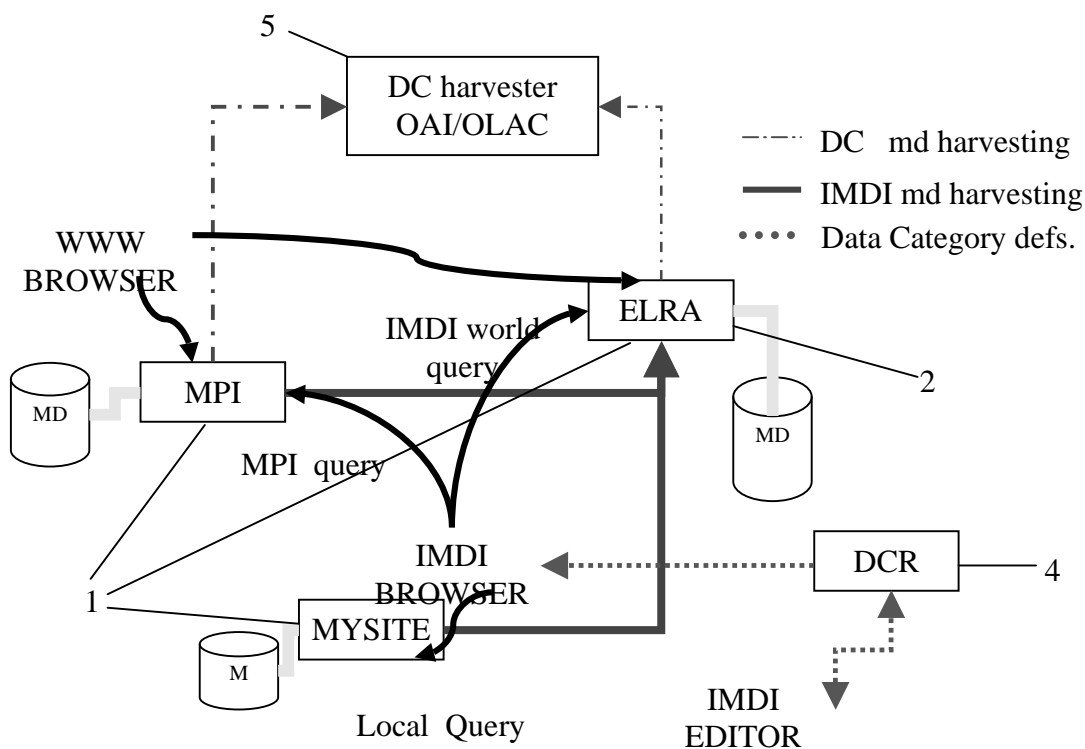 5
DC harvester
OAI/OLAC
DC md harvesting
IMDI md harvesting
Data Category defs.
WWW
BROWSER
ELRA
IMDI world
query
2
MPI
MD
MD
MPI query
IMDI
BROWSER
DCR
4
1
MYSITE
M
IMDI
EDITOR
Local Query